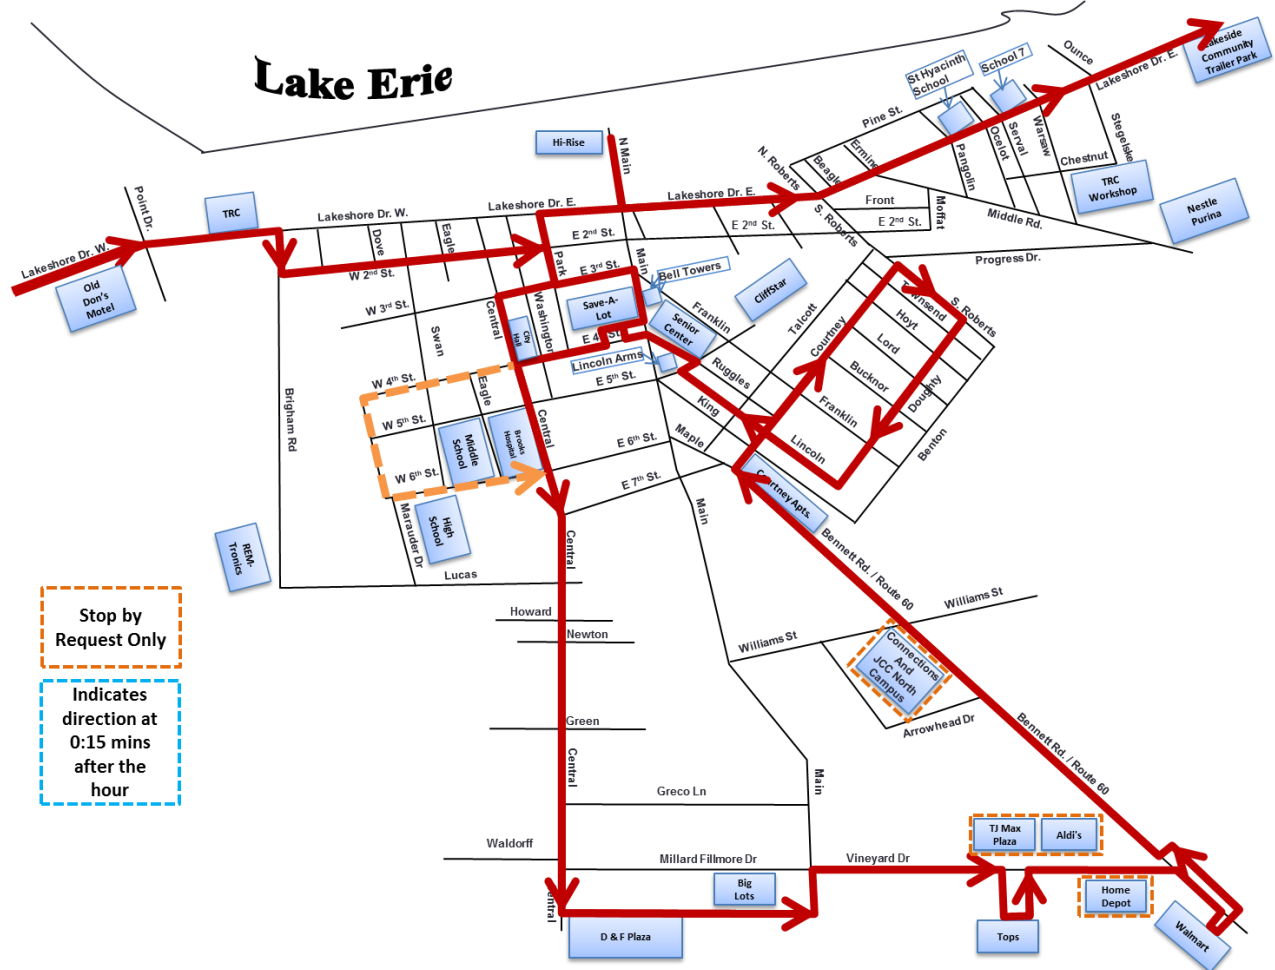 Lake Erie
Ounce
School 7
St Hyacinth
School
Lakeside
Community
Trailer Park
Lakeshore Dr. E.
Pine St.
Hi-Rise
N Main
N. Roberts
Beagle
Ermine
Pangolin
Ocelot
Serval
Warsaw
Stegelske
Chestnut
TRC
Workshop
Nestle
Purina
Point Dr.
TRC
Lakeshore Dr. W.
Lakeshore Dr. E.
Lakeshore Dr. E.
Front
Moffat
Middle Rd.
E 2nd St.
E 2nd St.
E 2nd St.
S. Roberts
Progress Dr.
Lakeshore Dr. W.
Old
Don's
Motel
Dove
Eagle
W 2nd St.
Park
E 3rd St.
Main
Bell Towers
CliffStar
W 3rd St.
Central
Washington
Save-A-
Lot
City
Hall
Senior
Center
Franklin
Talcott
Courtney
Townsend
S. Roberts
Hoyt
Lord
Bucknor
Doughty
Franklin
Lincoln
Benton
Swan
Lincoln Arms
Ruggles
King
Maple
W 4th St.
Eagle
E 5th St.
Brigham Rd
W 5th St.
Middle
School
Brooks
Hospital
Central
E 6th St.
W 6th St.
E 7th St.
Courtney Apts.
Marauder Dr
High
School
Main
REM-
Tronics
Central
Lucas
Bennett Rd. / Route 60
Stop by
Request Only
Howard
Newton
Williams St
Williams St
Connections
And
JCC North
Campus
Arrowhead Dr
Indicates
direction at
0:15 mins
after the
hour
Green
Central
Main
Greco Ln
Bennett Rd. / Route 60
Waldorff
Millard Fillmore Dr
Vineyard Dr
TJ Max
Plaza
Aldi's
Big
Lots
Home
Depot
D & F Plaza
Tops
Walmart